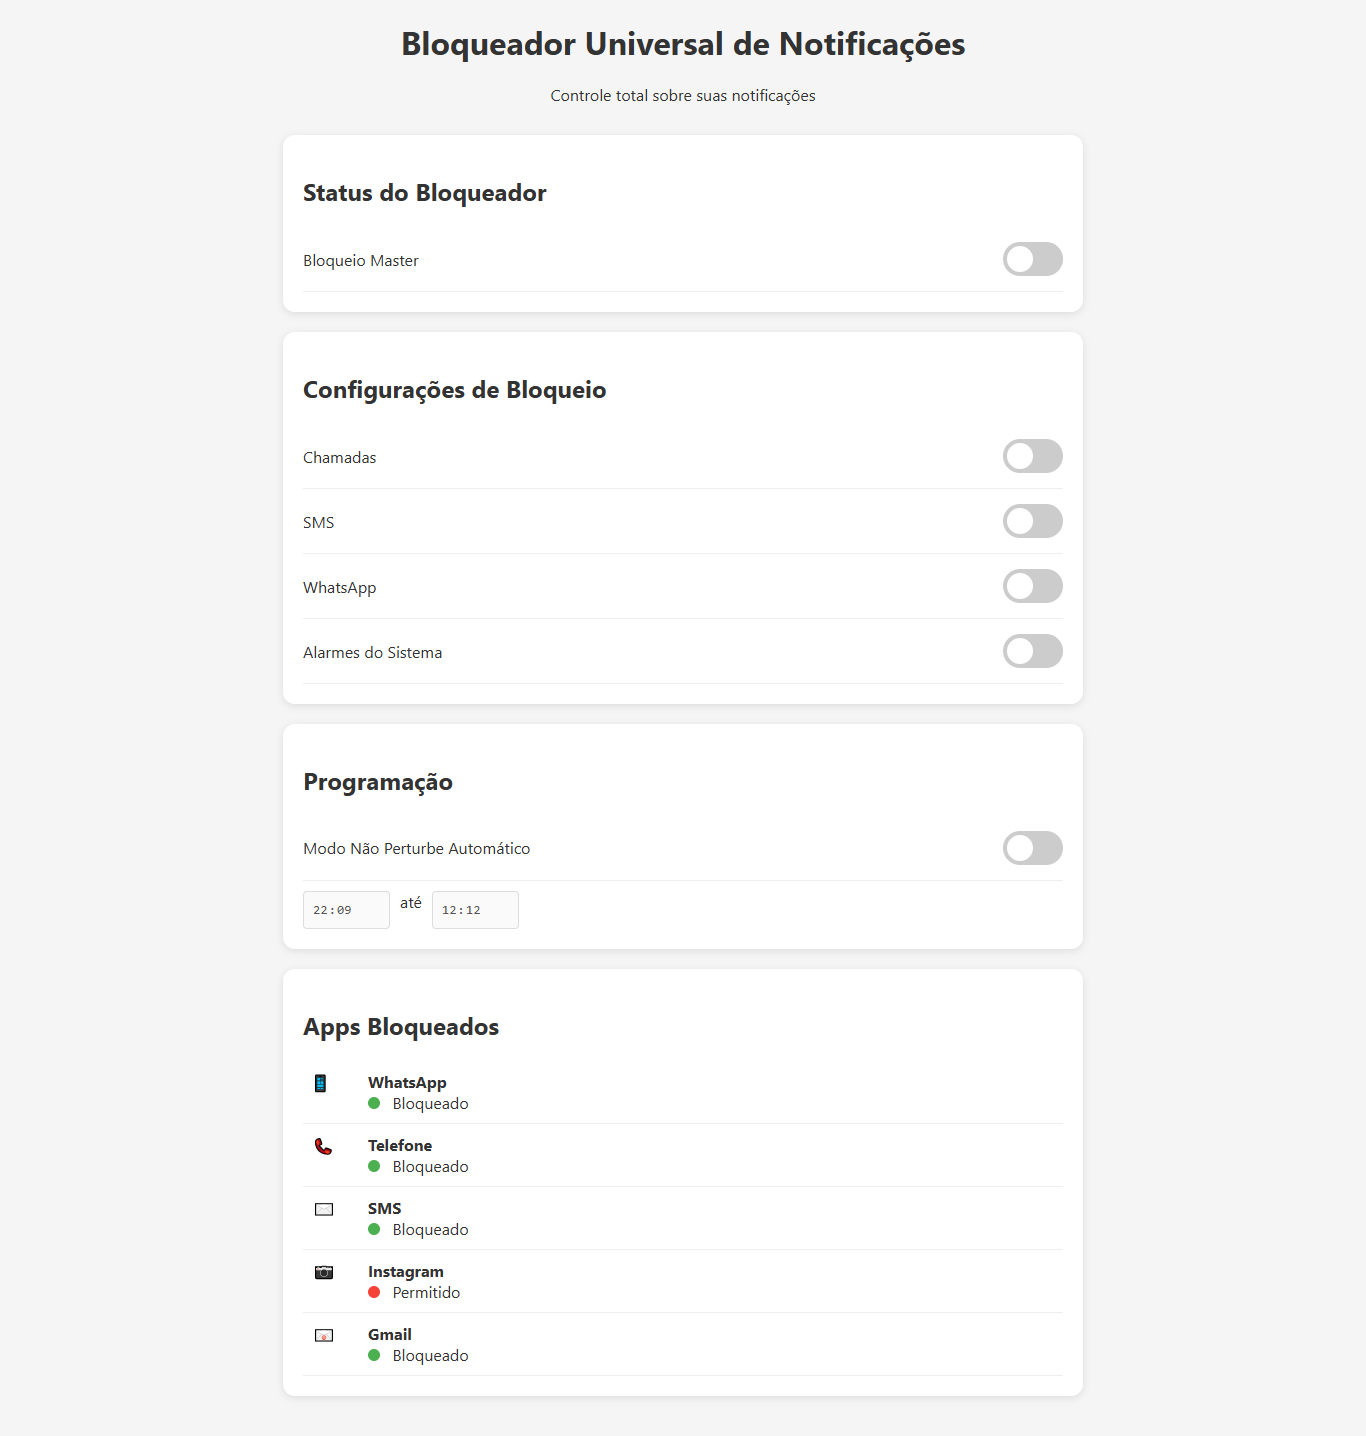 Bloqueador Universal de Notificações
Controle total sobre suas notificações
Status do Bloqueador
Bloqueio Master
Configurações de Bloqueio
Chamadas
SMS
WhatsApp
Alarmes do Sistema
Programação
Modo Não Perturbe Automático
22:09 até 12:12
Apps Bloqueados
WhatsApp
Bloqueado
Telefone
Bloqueado
SMS
Bloqueado
Instagram
Permitido
Gmail
Bloqueado